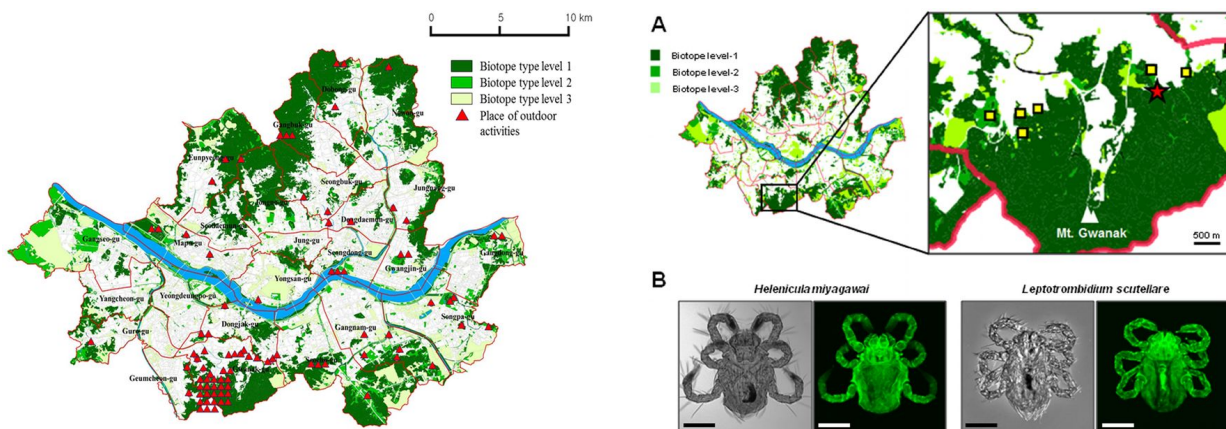 0 5 10 km
Biotope type level 1
Biotope type level 2
Biotope type level 3
Place of outdoor
activities
Dobong-gu
Gangbuk-gu
Eunpyeong-gu
Seongbuk-gu
Jungnang-gu
Seodaemun-gu
Dongdaemon-gu
Gangseo-gu
Mapo-gu
Jung-gu
Seongdong-gu
Gwangjin-gu
Yongsan-gu
Yangcheon-gu
Yeongdeungpo-gu
Dongjak-gu
Gangnam-gu
Songpa-gu
Guro-gu
Geumcheon-gu
A
Biotope level-1
Biotope level-2
Biotope level-3
Mt. Gwanak
500 m
B
Helenicula miyagawai
Leptotrombidium scutellare